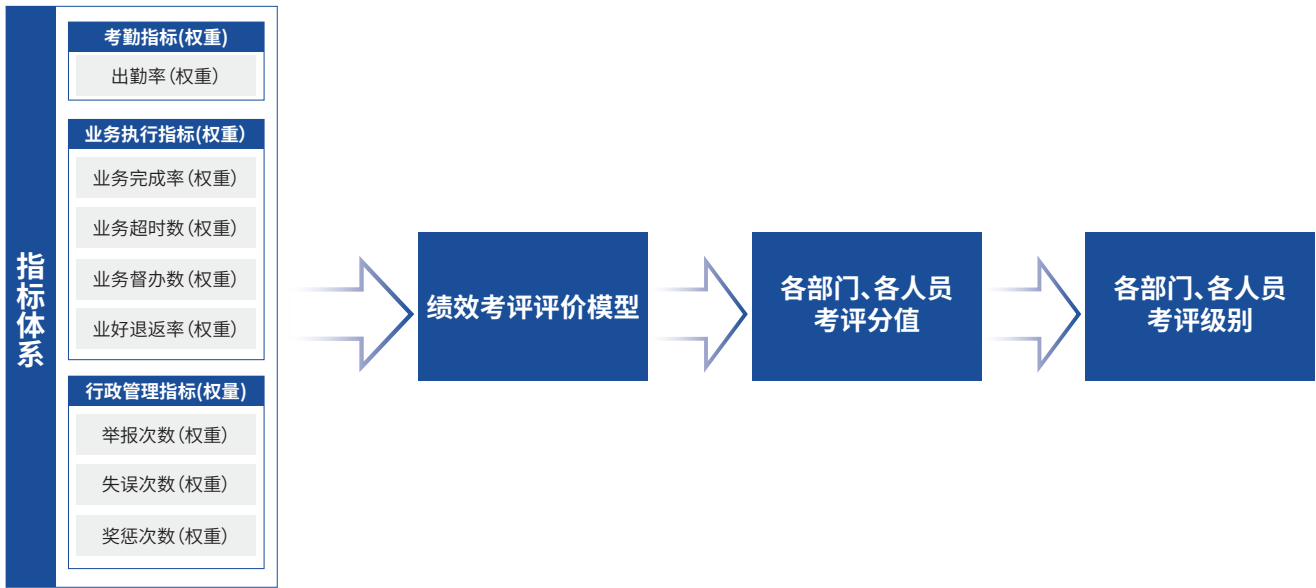 指标体系
考勤指标(权重)
出勤率(权重)
业务执行指标(权重)
业务完成率(权重)
业务超时数(权重)
业务督办数(权重)
业好退返率(权重)
行政管理指标(权量)
举报次数(权重)
失误次数(权重)
奖惩次数(权重)
绩效考评评价模型
各部门、各人员
考评分值
各部门、各人员
考评级别